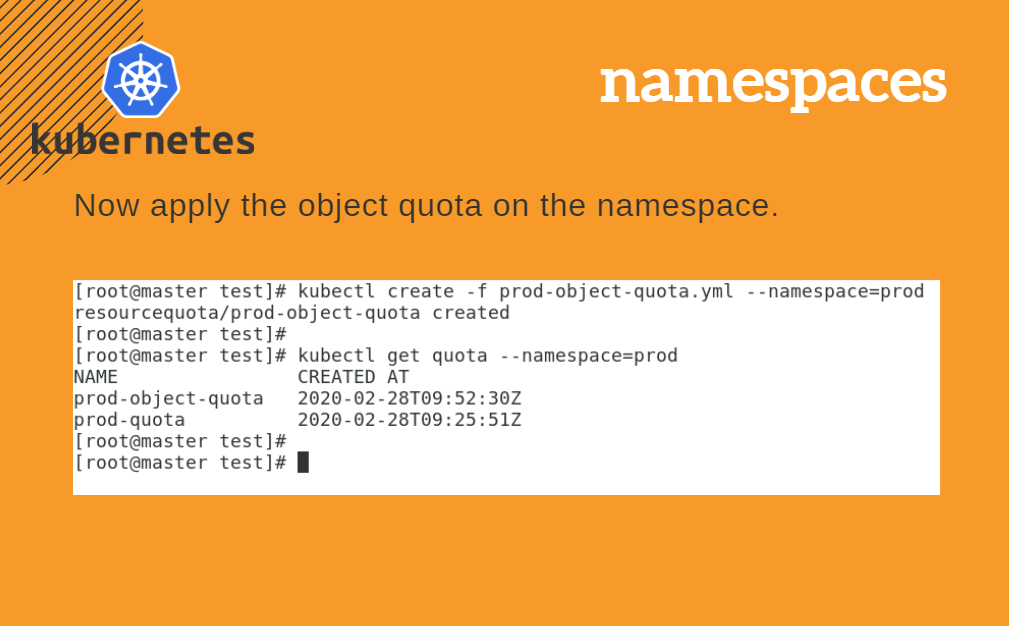 kubernetes
namespaces
Now apply the object quota on the namespace.
[root@master test]# kubectl create -f prod-object-quota.yml --namespace=prod
resourcequota/prod-object-quota created
[root@master test]#
[root@master test]# kubectl get quota --namespace=prod
NAME                CREATED AT
prod-object-quota   2020-02-28T09:52:30Z
prod-quota          2020-02-28T09:25:51Z
[root@master test]#
[root@master test]#